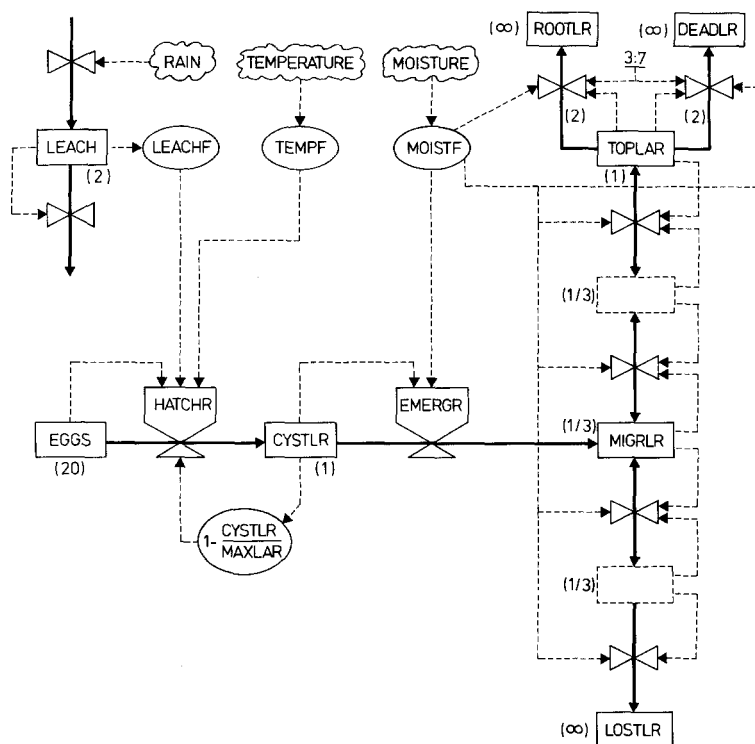 (∞) ROOTLR
(∞) DEADLR
RAIN
TEMPERATURE
MOISTURE
3:7
(2)
(2)
LEACH
(2)
LEACHF
TEMPF
MOISTF
TOPLAR
(1)
(1/3)
HATCHR
EMERGR
(1/3)
EGGS
(20)
CYSTLR
(1)
MIGRLR
1- CYSTLR
MAXLAR
(1/3)
(∞) LOSTLR